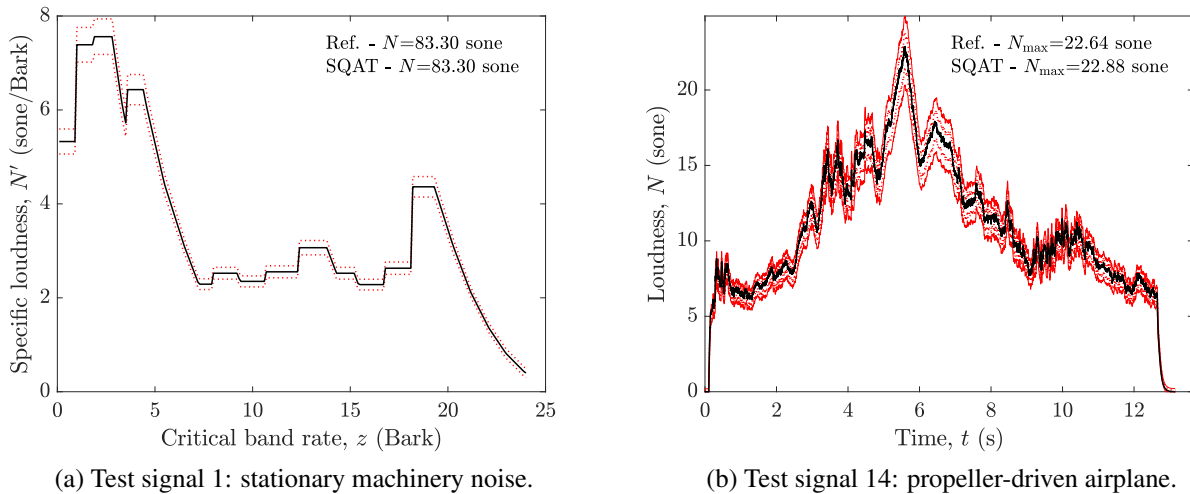 8
6
4
2
0
Specific loudness, N′ (sone/Bark)
Ref. - N=83.30 sone
SQAT - N=83.30 sone
0 5 10 15 20 25
Critical band rate, z (Bark)
(a) Test signal 1: stationary machinery noise.
20
15
10
5
0
Loudness, N (sone)
Ref. - Nmax=22.64 sone
SQAT - Nmax=22.88 sone
0 2 4 6 8 10 12
Time, t (s)
(b) Test signal 14: propeller-driven airplane.